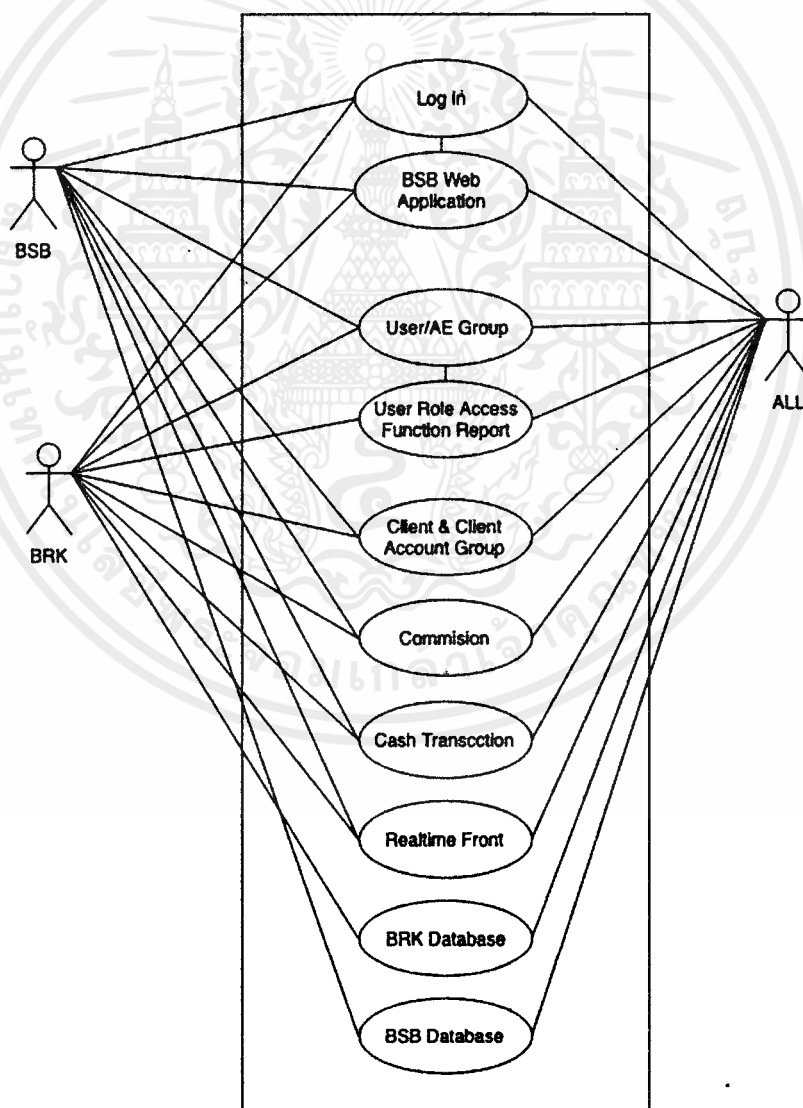 Log In
BSB Web
Application
BSB
User/AE Group
ALL
User Role Access
Function Report
BRK
Client & Client
Account Group
Commision
Cash Transcction
Realtime Front
BRK Database
BSB Database